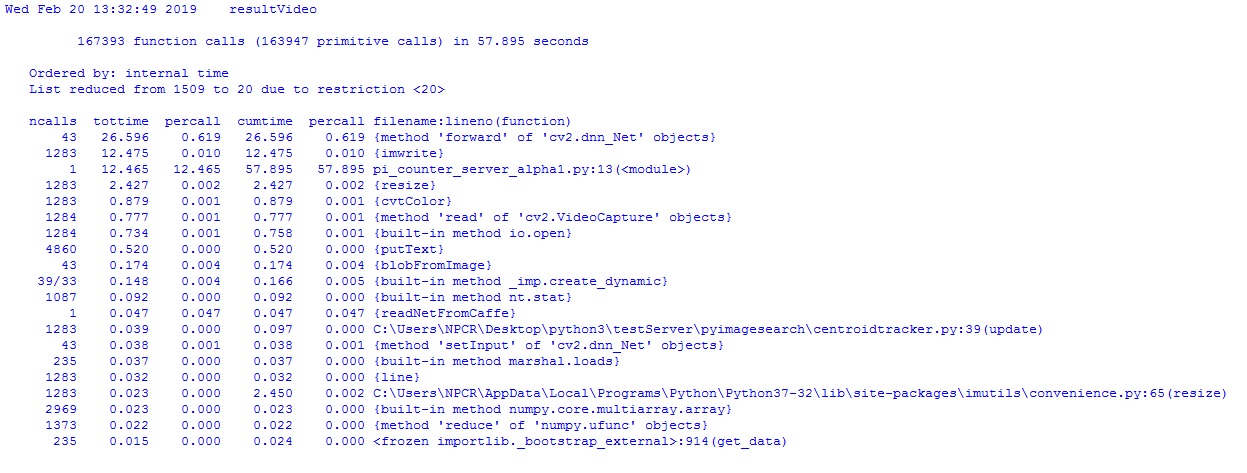 Wed Feb 20 13:32:49 2019    resultVideo
167393 function calls (163947 primitive calls) in 57.895 seconds
Ordered by: internal time
List reduced from 1509 to 20 due to restriction <20>
ncalls  tottime  percall  cumtime  percall filename:lineno(function)
43   26.596    0.619   26.596    0.619 {method 'forward' of 'cv2.dnn_Net' objects}
1283   12.475    0.010   12.475    0.010 {imwrite}
1   12.465   12.465   57.895   57.895 pi_counter_server_alpha1.py:13(<module>)
1283    2.427    0.002    2.427    0.002 {resize}
1283    0.879    0.001    0.879    0.001 {cvtColor}
1284    0.777    0.001    0.777    0.001 {method 'read' of 'cv2.VideoCapture' objects}
1284    0.734    0.001    0.758    0.001 {built-in method io.open}
4860    0.520    0.000    0.520    0.000 {putText}
43    0.174    0.004    0.174    0.004 {blobFromImage}
39/33    0.148    0.004    0.166    0.005 {built-in method _imp.create_dynamic}
1087    0.092    0.000    0.092    0.000 {built-in method nt.stat}
1    0.047    0.047    0.047    0.047 {readNetFromCaffe}
1283    0.039    0.000    0.097    0.000 C:\Users\NPCR\Desktop\python3\testServer\pyimagesearch\centroidtracker.py:39(update)
43    0.038    0.001    0.038    0.001 {method 'setInput' of 'cv2.dnn_Net' objects}
235    0.037    0.000    0.037    0.000 {built-in method marshal.loads}
1283    0.032    0.000    0.032    0.000 {line}
1283    0.023    0.000    2.450    0.002 C:\Users\NPCR\AppData\Local\Programs\Python\Python37-32\lib\site-packages\imutils\convenience.py:65(resize)
2969    0.023    0.000    0.023    0.000 {built-in method numpy.core.multiarray.array}
1373    0.022    0.000    0.022    0.000 {method 'reduce' of 'numpy.ufunc' objects}
235    0.015    0.000    0.024    0.000 <frozen importlib._bootstrap_external>:914(get_data)